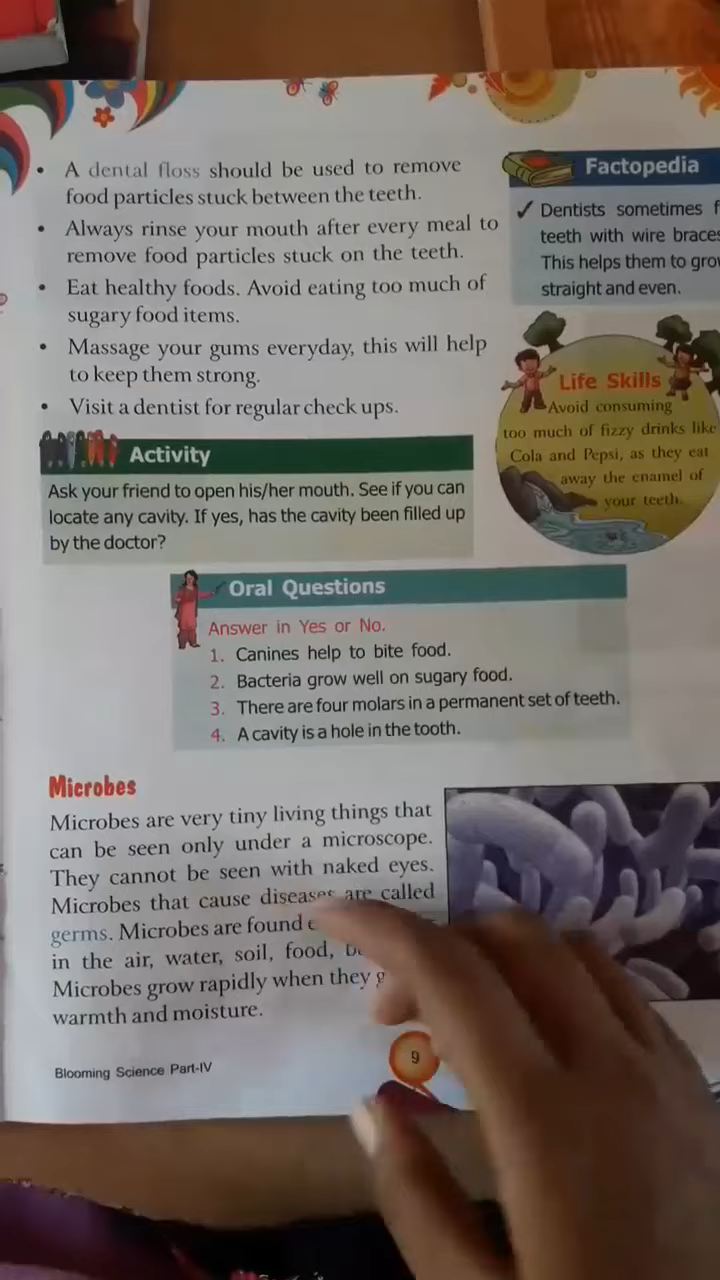 • A dental floss should be used to remove
food particles stuck between the teeth.
• Always rinse your mouth after every meal to
remove food particles stuck on the teeth.
• Eat healthy foods. Avoid eating too much of
sugary food items.
• Massage your gums everyday, this will help
to keep them strong.
• Visit a dentist for regular check ups.
Factopedia
✓ Dentists sometimes
teeth with wire braces
This helps them to
straight and even.
Life Skills
Avoid consuming
too much of fizzy drinks like
Cola and Pepsi, as they eat
away the enamel of
your teeth.
Activity
Ask your friend to open his/her mouth. See if you can
locate any cavity. If yes, has the cavity been filled up
by the doctor?
Oral Questions
Answer in Yes or No.
1. Canines help to bite food.
2. Bacteria grow well on sugary food.
3. There are four molars in a permanent set of teeth.
4. A cavity is a hole in the tooth.
Microbes
Microbes are very tiny living things that
can be seen only under a microscope.
They cannot be seen with naked eyes.
Microbes that cause diseases are called
germs. Microbes are found
in the air, water, soil, food,
Microbes grow rapidly when they
warmth and moisture.
Blooming Science Part-IV
9